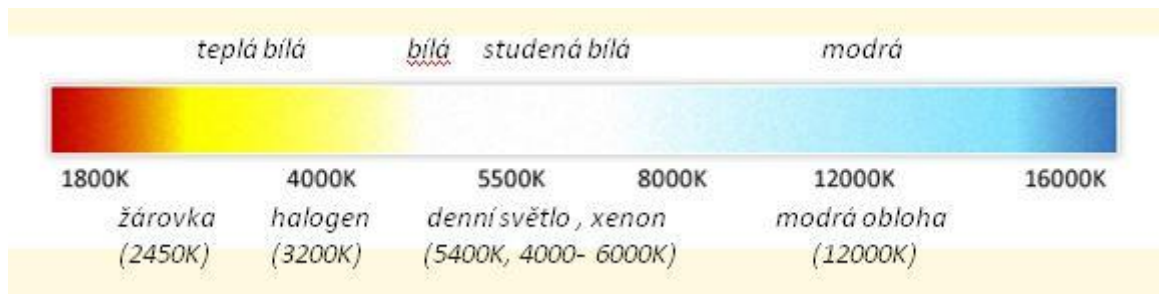 teplá bílá bílá studená bílá modrá
1800K 4000K 5500K 8000K 12000K 16000K
žárovka halogen denní světlo , xenon modrá obloha
(2450K) (3200K) (5400K, 4000- 6000K) (12000K)